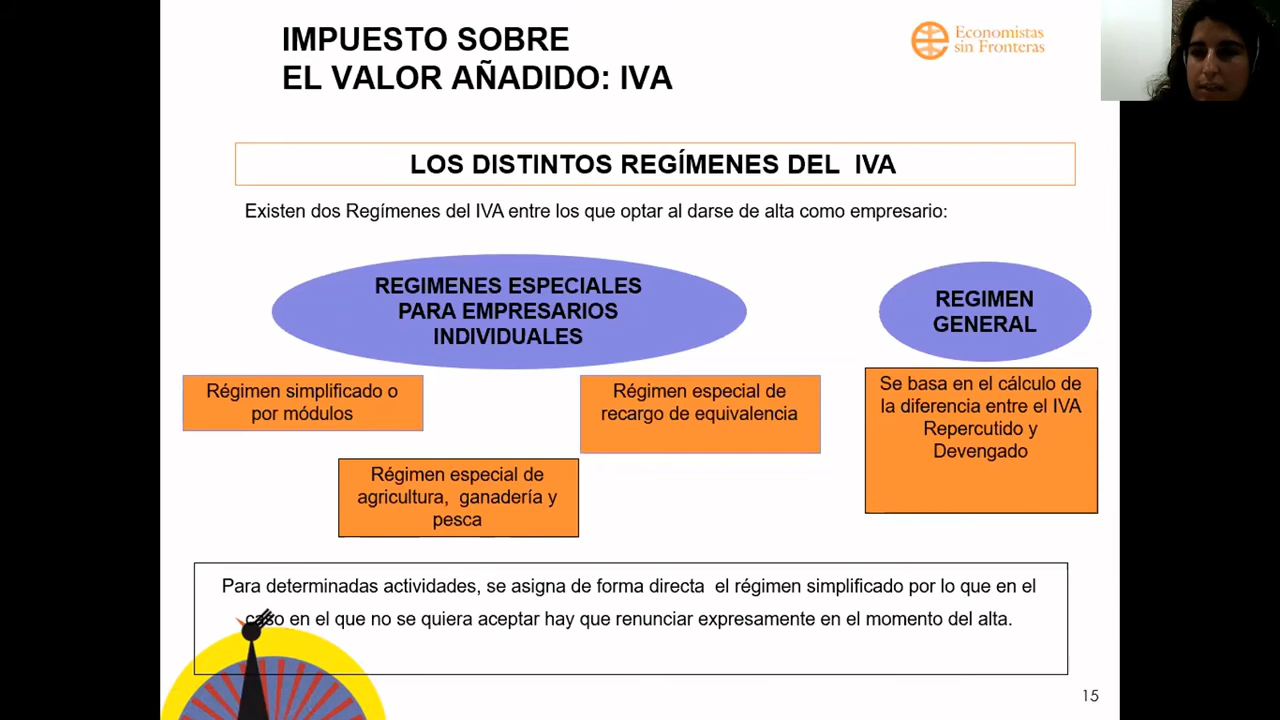 IMPUESTO SOBRE
EL VALOR AÑADIDO: IVA
Economistas
sin Fronteras
LOS DISTINTOS REGÍMENES DEL IVA
Existen dos Regímenes del IVA entre los que optar al darse de alta como empresario:
REGIMENES ESPECIALES
PARA EMPRESARIOS
INDIVIDUALES
REGIMEN
GENERAL
Régimen simplificado o
por módulos
Régimen especial de
recargo de equivalencia
Régimen especial de
agricultura, ganadería y
pesca
Se basa en el cálculo de
la diferencia entre el IVA
Repercutido y
Devengado
Para determinadas actividades, se asigna de forma directa el régimen simplificado por lo que en el
caso en el que no se quiera aceptar hay que renunciar expresamente en el momento del alta.
15